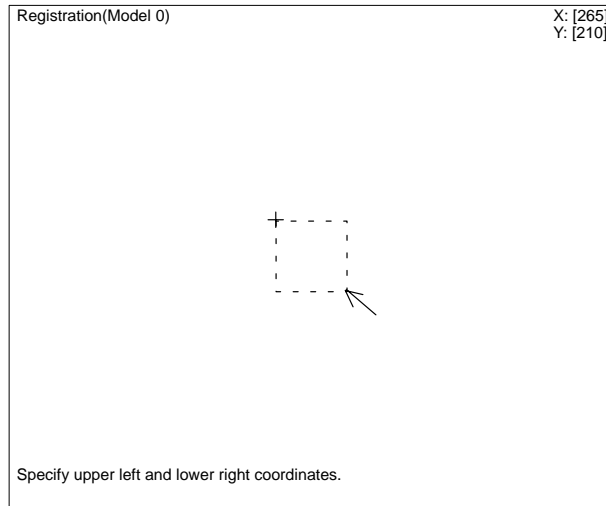 Registration(Model 0)
X: [265]
Y: [210]
Specify upper left and lower right coordinates.